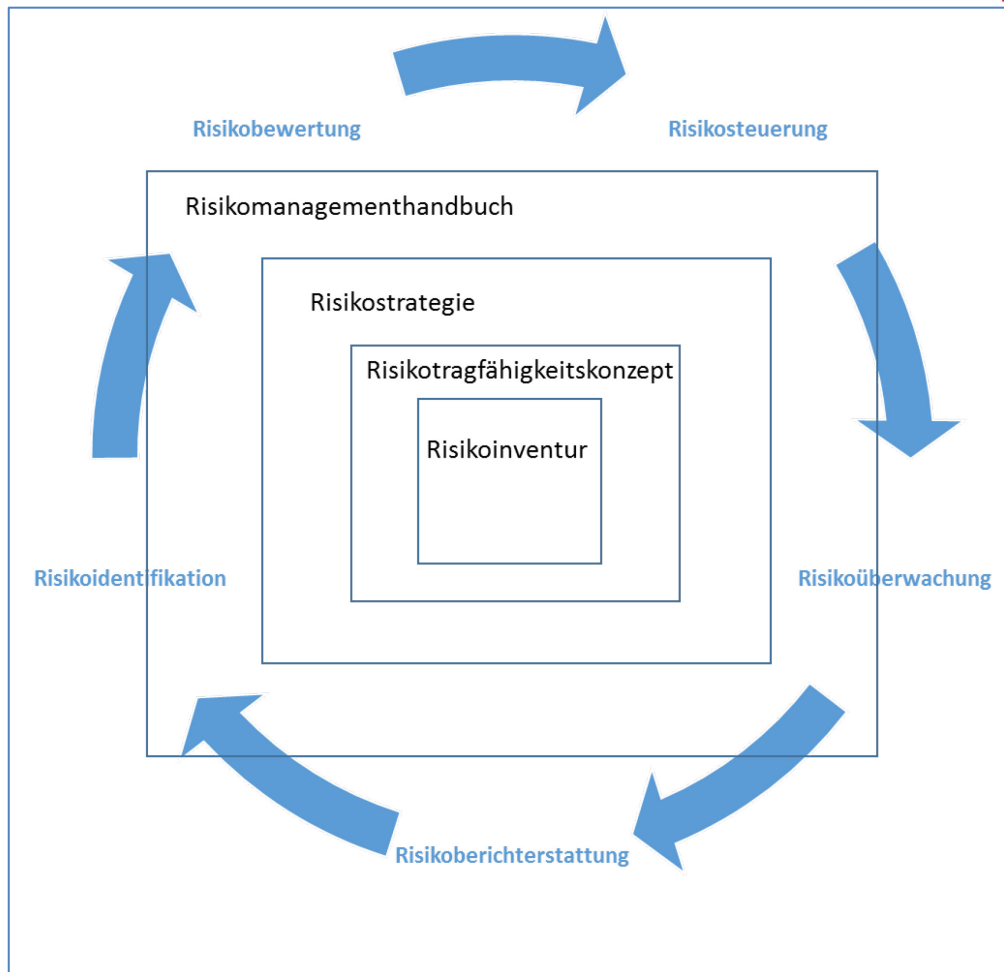 Risikobewertung
Risikosteuerung
Risikomanagementhandbuch
Risikostrategie
Risikotragfähigkeitskonzept
Risikoinventur
Risikoidentifikation
Risikoüberwachung
Risikoberichterstattung